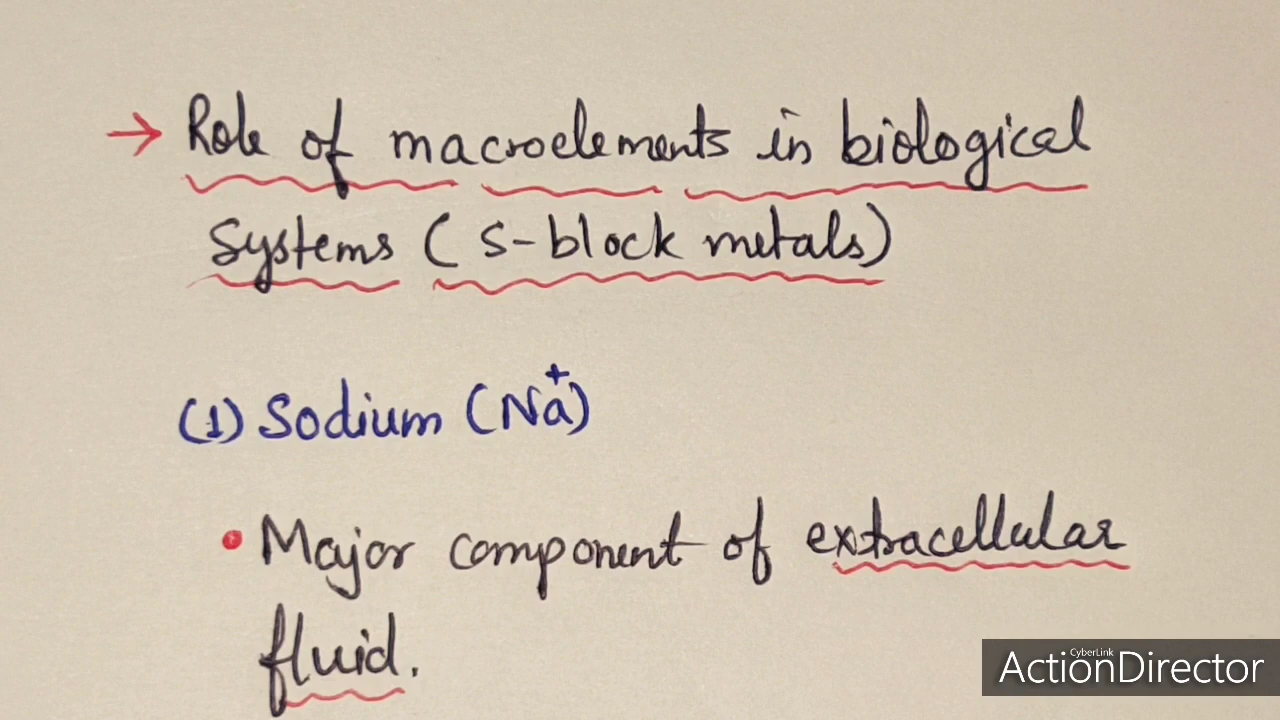 → Role of macroelements in biological
Systems (S-block metals)
(1) Sodium (Na⁺)
• Major component of extracellular
fluid.
CyberLink
ActionDirector